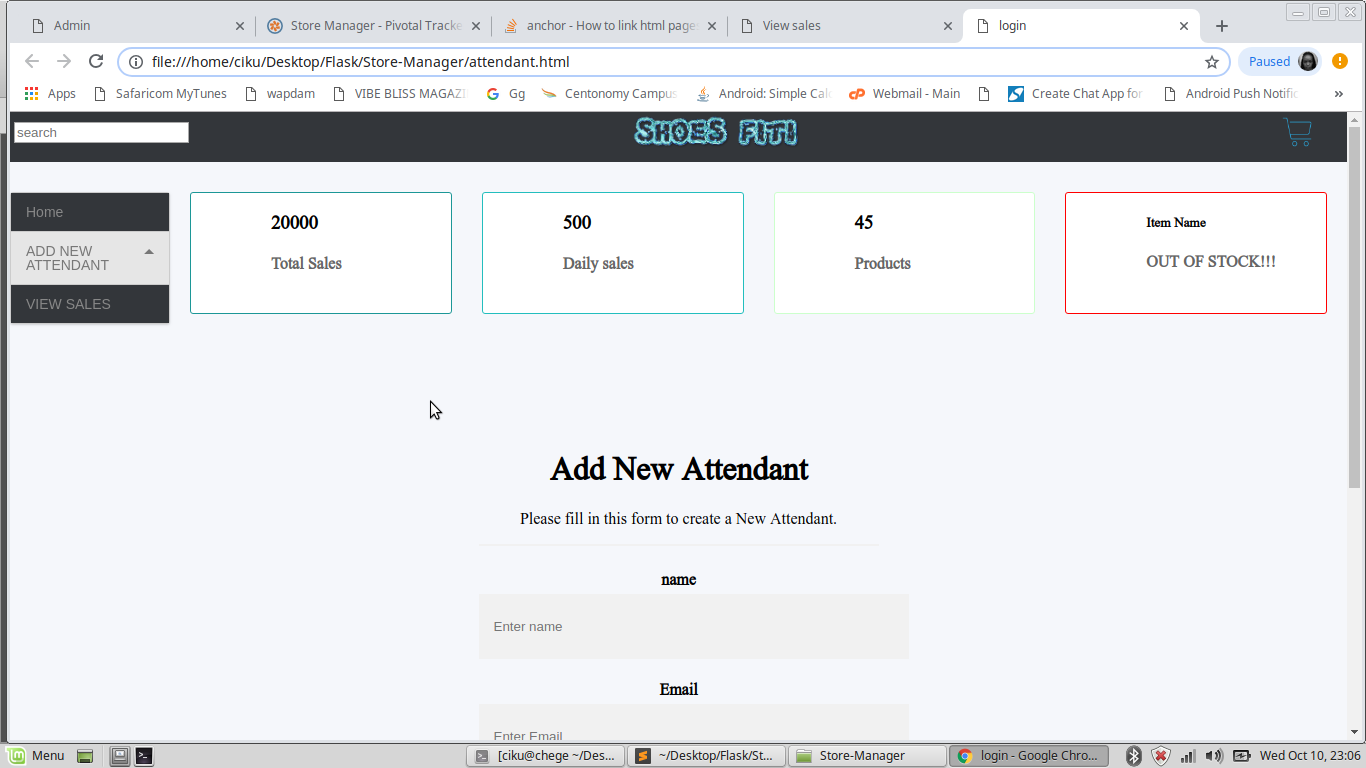 Admin
Store Manager - Pivotal Tracke
anchor - How to link html page
View sales
login
file:///home/ciku/Desktop/Flask/Store-Manager/attendant.html
Paused
Apps
Safaricom MyTunes
wapdam
VIBE BLISS MAGAZI
Gg
Centonomy Campus
Android: Simple Cal
cP Webmail - Main
Create Chat App for
Android Push Notific
search
SHOES FIT!
Home
ADD NEW
ATTENDANT
VIEW SALES
20000
Total Sales
500
Daily sales
45
Products
Item Name
OUT OF STOCK!!!
Add New Attendant
Please fill in this form to create a New Attendant.
name
Enter name
Email
Enter Email
Menu
[ciku@chege ~/Des...
~/Desktop/Flask/St...
Store-Manager
login - Google Chro...
Wed Oct 10, 23:06